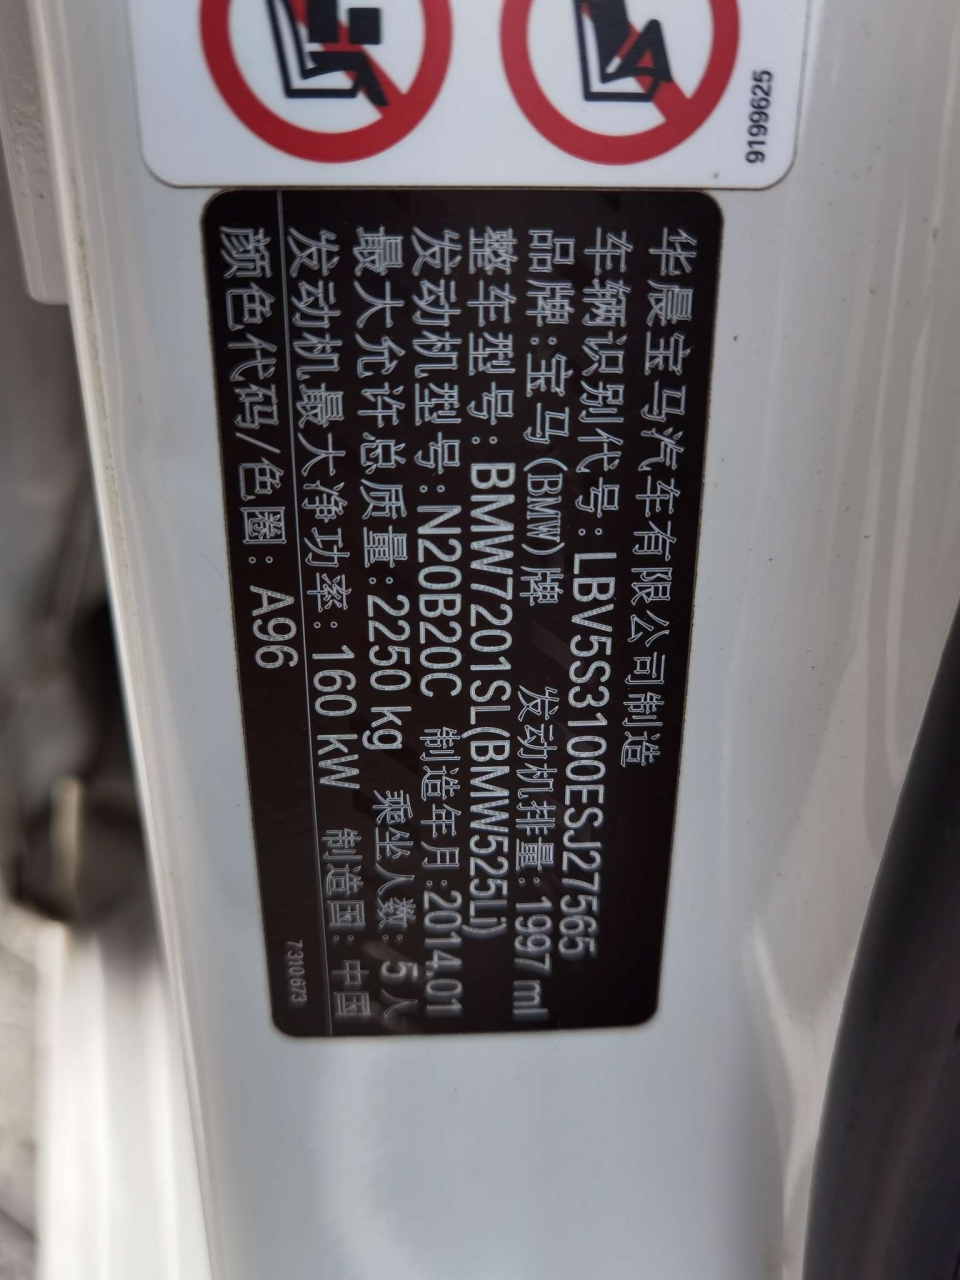 9199625
华晨宝马汽车有限公司制造
车辆识别代号：LBV5S3100ESJ27565
品牌：宝马(BMW)牌 发动机排量：1997 ml
整车型号：BMW7201SL(BMW525Li)
发动机型号：N20B20C 制造年月：2014.01
最大允许总质量：2250 kg 乘坐人数：5 人
发动机最大净功率：160 kW 制造国：中国
颜色代码/色圈：A96
7310673